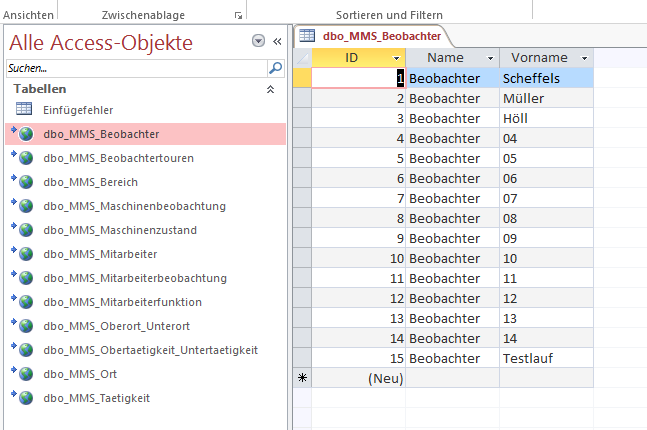 Ansichten Zwischenablage Sortieren und Filtern
Alle Access-Objekte
Suchen...
Tabellen
Einfügefehler
dbo_MMS_Beobachter
dbo_MMS_Beobachtertouren
dbo_MMS_Bereich
dbo_MMS_Maschinenbeobachtung
dbo_MMS_Maschinenzustand
dbo_MMS_Mitarbeiter
dbo_MMS_Mitarbeiterbeobachtung
dbo_MMS_Mitarbeiterfunktion
dbo_MMS_Oberort_Unterort
dbo_MMS_Obertaetigkeit_Untertaetigkeit
dbo_MMS_Ort
dbo_MMS_Taetigkeit
dbo_MMS_Beobachter
ID Name Vorname
1 Beobachter Scheffels
2 Beobachter Müller
3 Beobachter Höll
4 Beobachter 04
5 Beobachter 05
6 Beobachter 06
7 Beobachter 07
8 Beobachter 08
9 Beobachter 09
10 Beobachter 10
11 Beobachter 11
12 Beobachter 12
13 Beobachter 13
14 Beobachter 14
15 Beobachter Testlauf
(Neu)